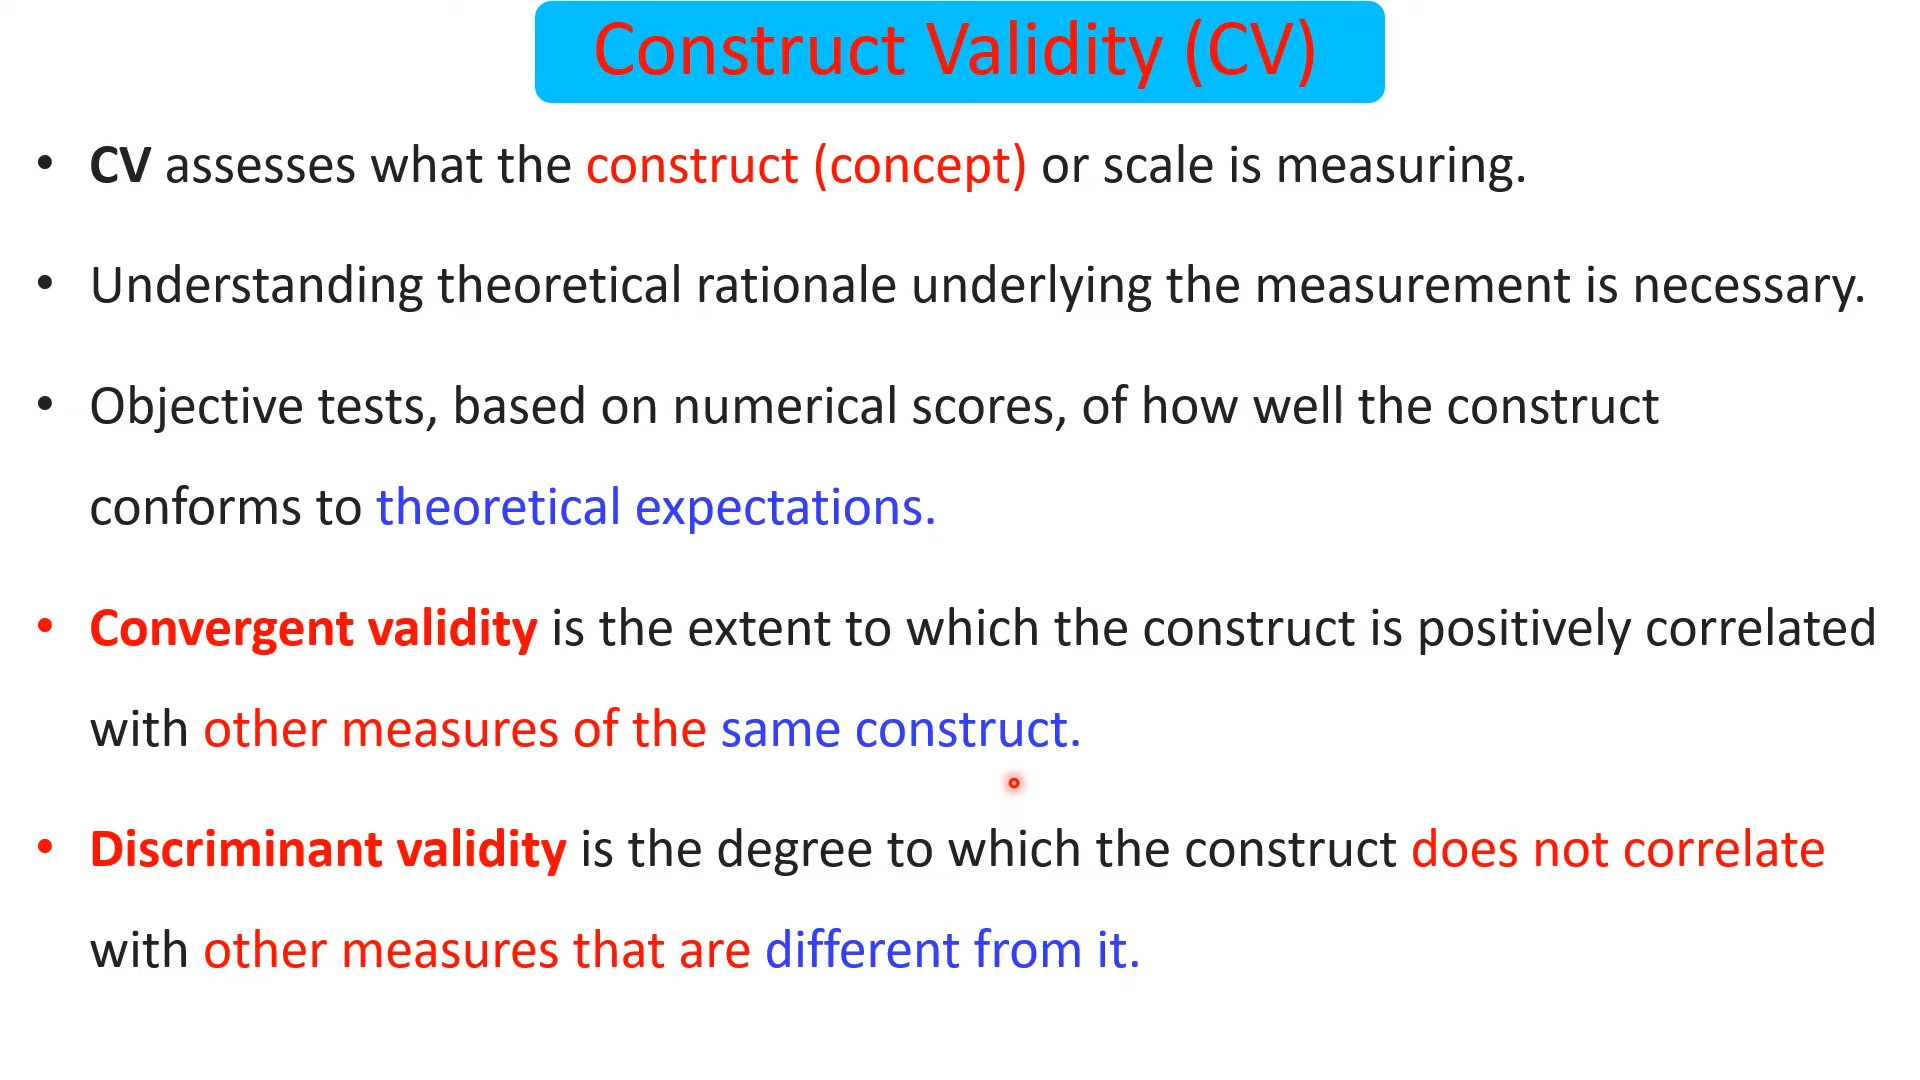 Construct Validity (CV)
• CV assesses what the construct (concept) or scale is measuring.
• Understanding theoretical rationale underlying the measurement is necessary.
• Objective tests, based on numerical scores, of how well the construct
conforms to theoretical expectations.
• Convergent validity is the extent to which the construct is positively correlated
with other measures of the same construct.
• Discriminant validity is the degree to which the construct does not correlate
with other measures that are different from it.